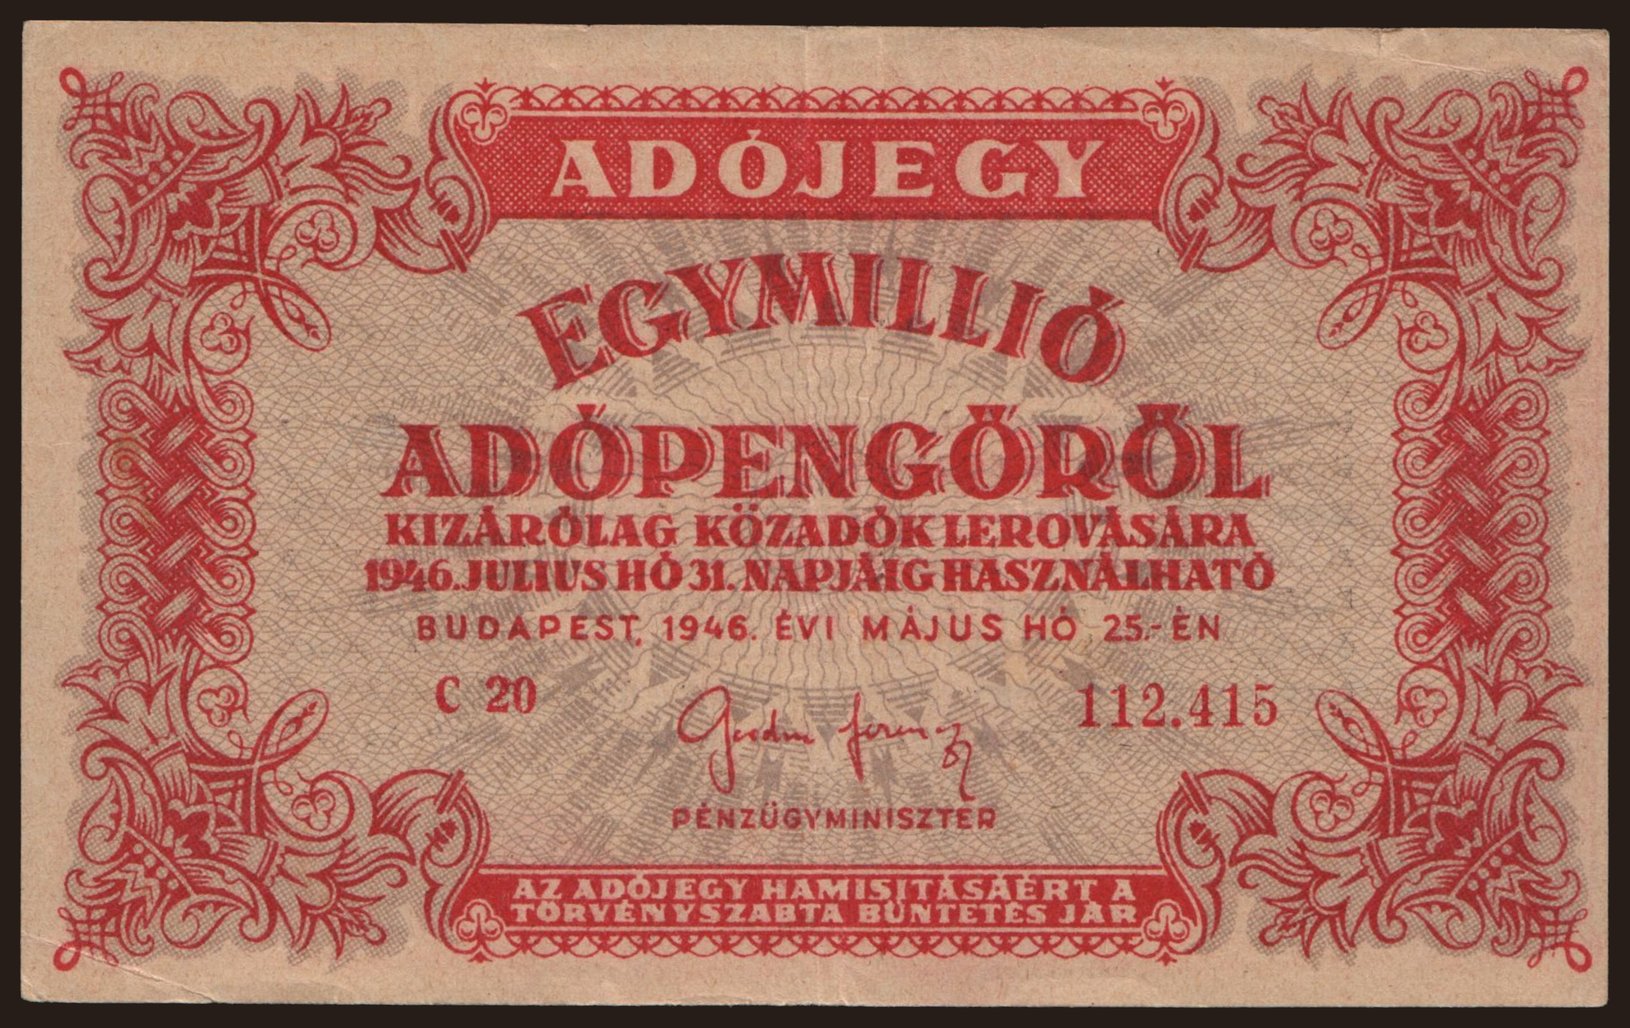 ADÓJEGY
EGYMILLIÓ
ADÓPENGŐRŐL
KIZÁRÓLAG KÖZADÓK LEROVÁSÁRA
1946. JULIUS HÓ 31. NAPJÁIG HASZNÁLHATÓ
BUDAPEST, 1946. ÉVI MÁJUS HÓ 25.-ÉN
C 20
112.415
PÉNZÜGYMINISZTER
AZ ADÓJEGY HAMISITÁSÁÉRT A
TÖRVÉNYSZABTA BÜNTETÉS JÁR